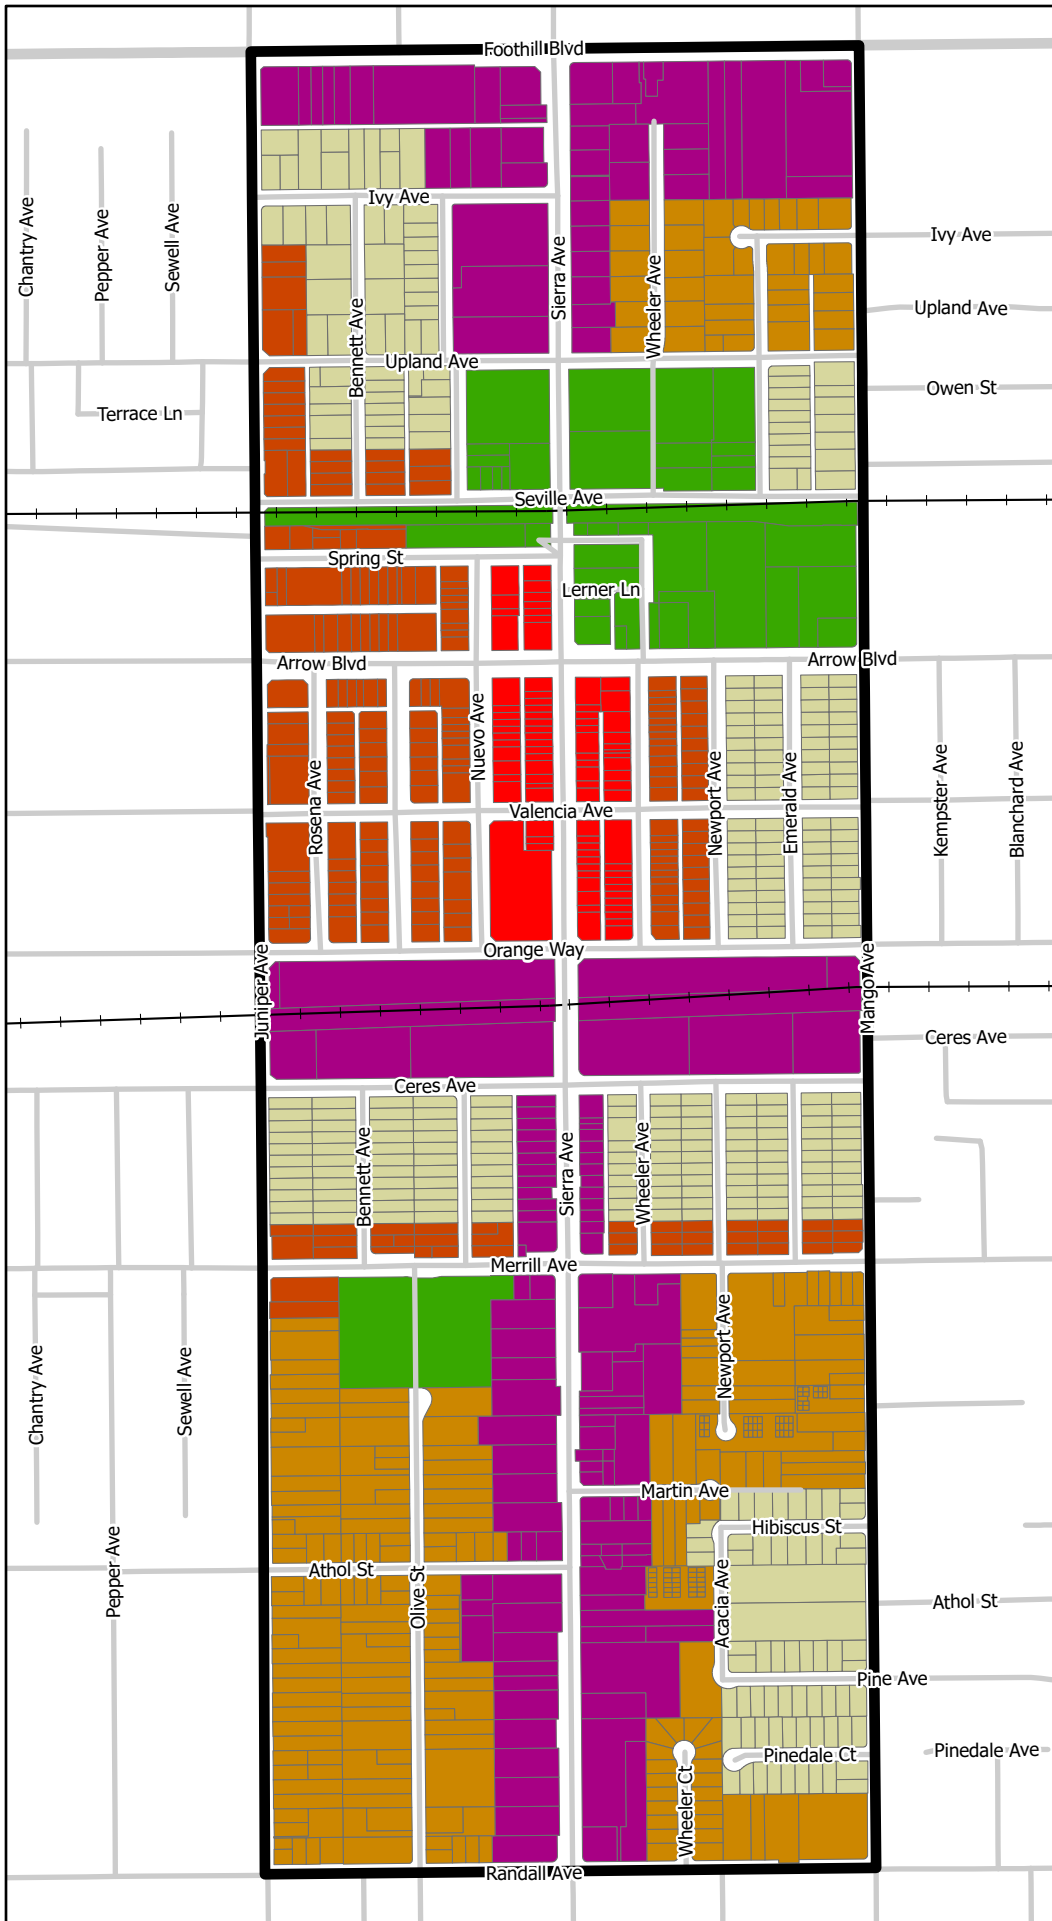 Foothill Blvd
Chantry Ave
Pepper Ave
Sewell Ave
Ivy Ave
Sierra Ave
Wheeler Ave
Ivy Ave
Upland Ave
Bennett Ave
Upland Ave
Owen St
Terrace Ln
Seville Ave
Spring St
Lerner Ln
Arrow Blvd
Arrow Blvd
Nuevo Ave
Rosena Ave
Valencia Ave
Newport Ave
Emerald Ave
Kempster Ave
Blanchard Ave
Orange Way
Juniper Ave
Mango Ave
Ceres Ave
Ceres Ave
Bennett Ave
Sierra Ave
Wheeler Ave
Merrill Ave
Newport Ave
Chantry Ave
Sewell Ave
Martin Ave
Hibiscus St
Pepper Ave
Athol St
Olive St
Acacia Ave
Athol St
Pine Ave
Pinedale Ct
Pinedale Ave
Wheeler Ct
Randall Ave